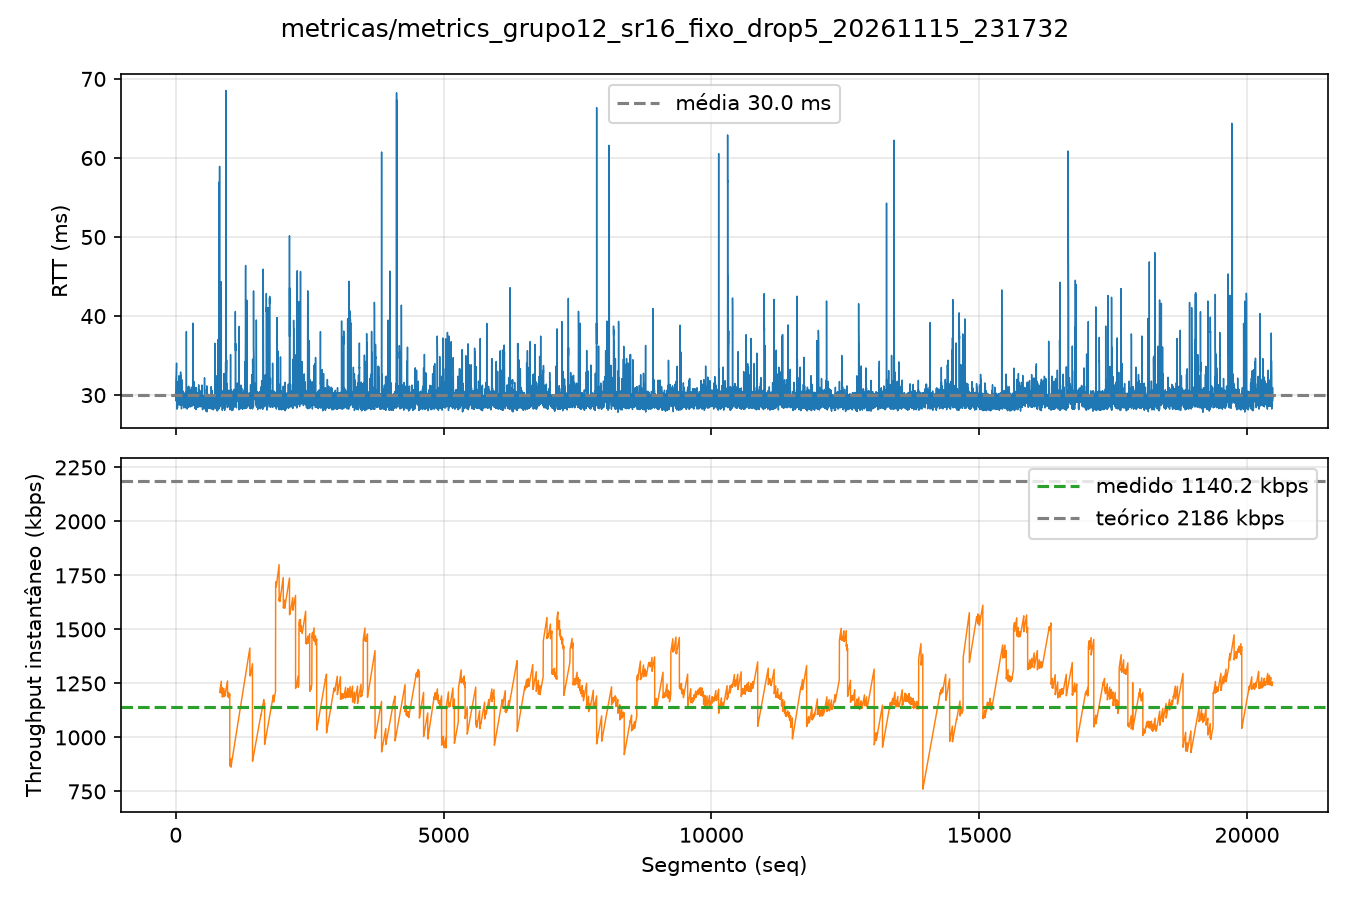 metricas/metrics_grupo12_sr16_fixo_drop5_20261115_231732
70
60
50
40
30
RTT (ms)
média 30.0 ms
2250
2000
1750
1500
1250
1000
750
Throughput instantâneo (kbps)
medido 1140.2 kbps
teórico 2186 kbps
0
5000
10000
15000
20000
Segmento (seq)